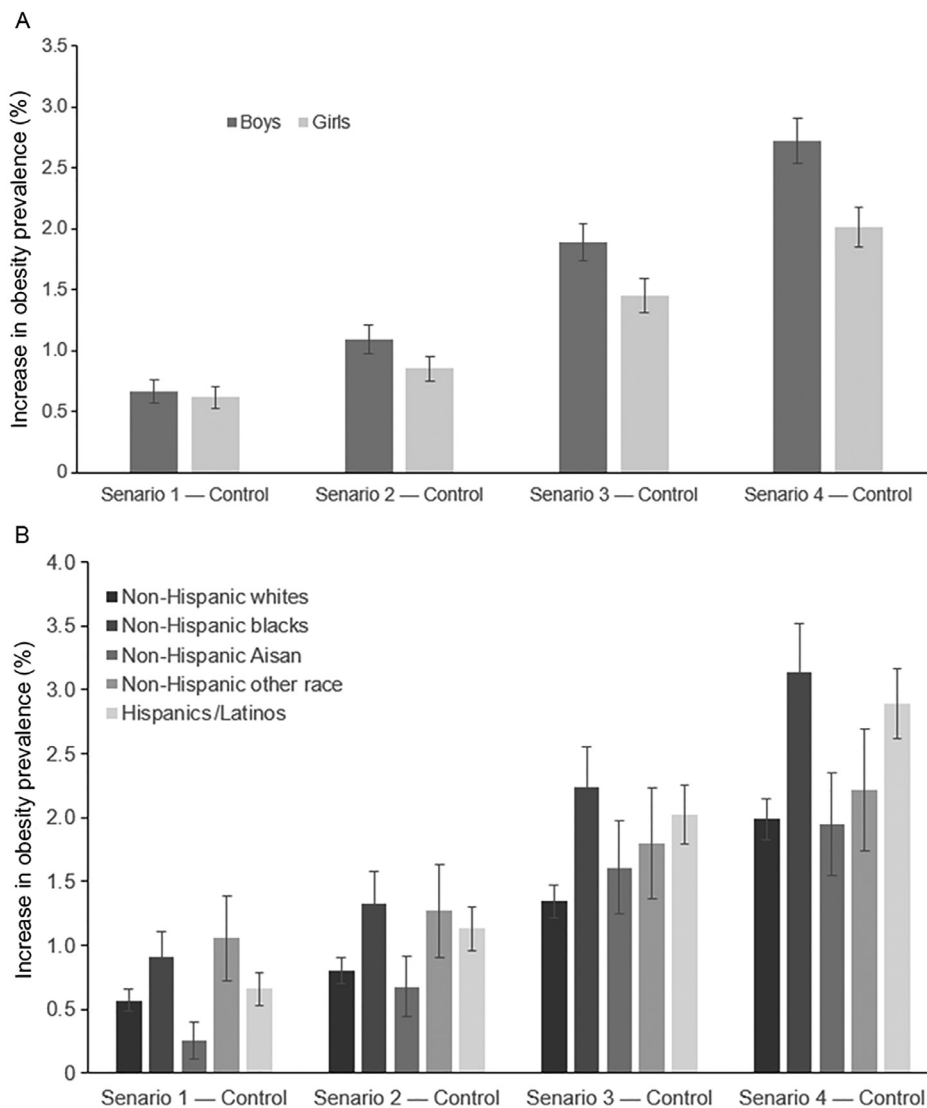 A
Increase in obesity prevalence (%)
3.5
3.0
2.5
2.0
1.5
1.0
0.5
0
Boys Girls
Senario 1 — Control Senario 2 — Control Senario 3 — Control Senario 4 — Control
B
Increase in obesity prevalence (%)
4.0
3.5
3.0
2.5
2.0
1.5
1.0
0.5
0
Non-Hispanic whites
Non-Hispanic blacks
Non-Hispanic Aisan
Non-Hispanic other race
Hispanics/Latinos
Senario 1 — Control Senario 2 — Control Senario 3 — Control Senario 4 — Control